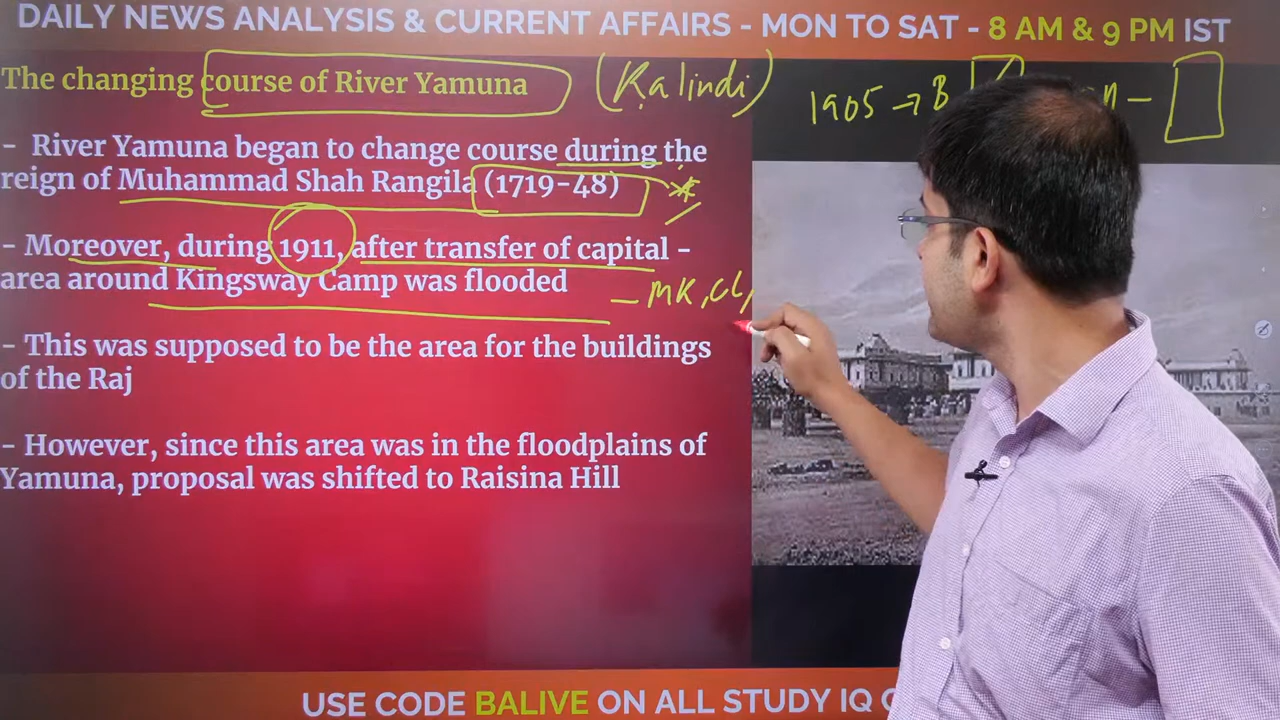 DAILY NEWS ANALYSIS & CURRENT AFFAIRS - MON TO SAT - 8 AM & 9 PM IST
The changing course of River Yamuna (Kalindi)
1905 → B
- River Yamuna began to change course during the
reign of Muhammad Shah Rangila (1719-48)
- Moreover, during 1911, after transfer of capital -
area around Kingsway Camp was flooded
- MK, CL,
- This was supposed to be the area for the buildings
of the Raj
- However, since this area was in the floodplains of
Yamuna, proposal was shifted to Raisina Hill
USE CODE BALIVE ON ALL STUDY IQ